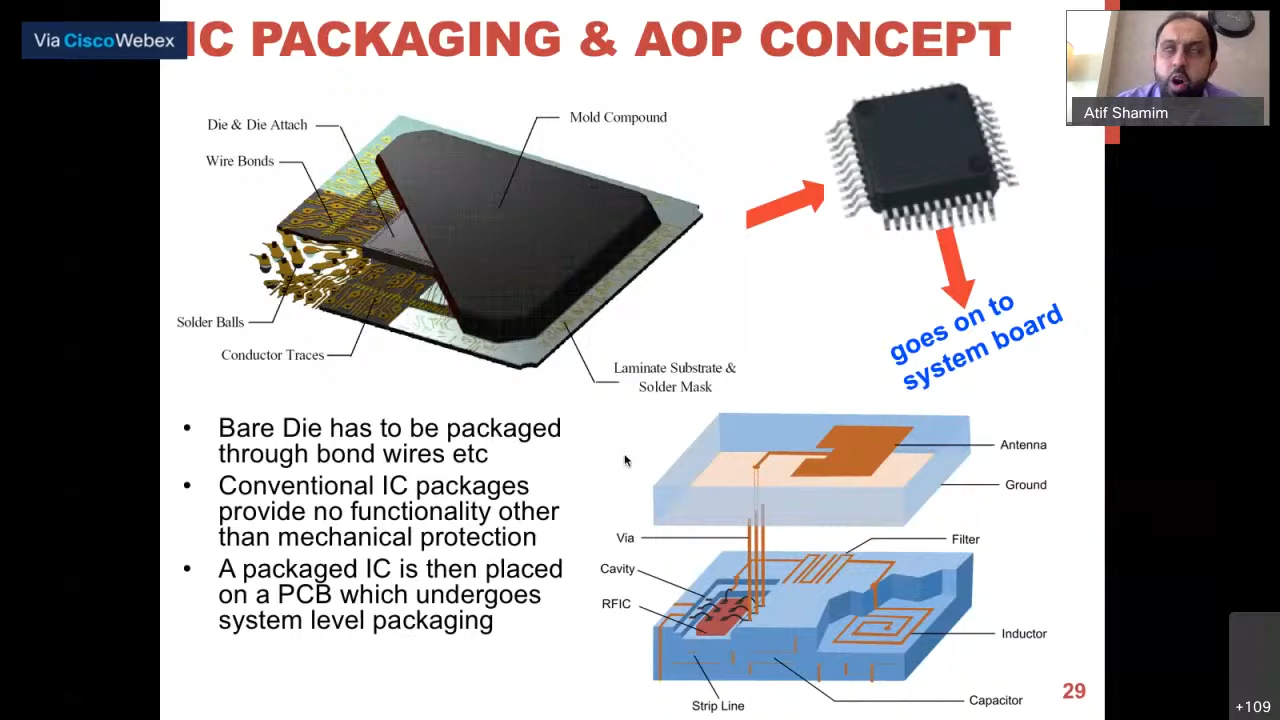 Via Cisco Webex
IC PACKAGING & AOP CONCEPT
Atif Shamim
Die & Die Attach
Mold Compound
Wire Bonds
Solder Balls
Conductor Traces
Laminate Substrate &
Solder Mask
goes on to
system board
• Bare Die has to be packaged
through bond wires etc
• Conventional IC packages
provide no functionality other
than mechanical protection
• A packaged IC is then placed
on a PCB which undergoes
system level packaging
Antenna
Ground
Via
Filter
Cavity
RFIC
Inductor
Capacitor
Strip Line
29
+109